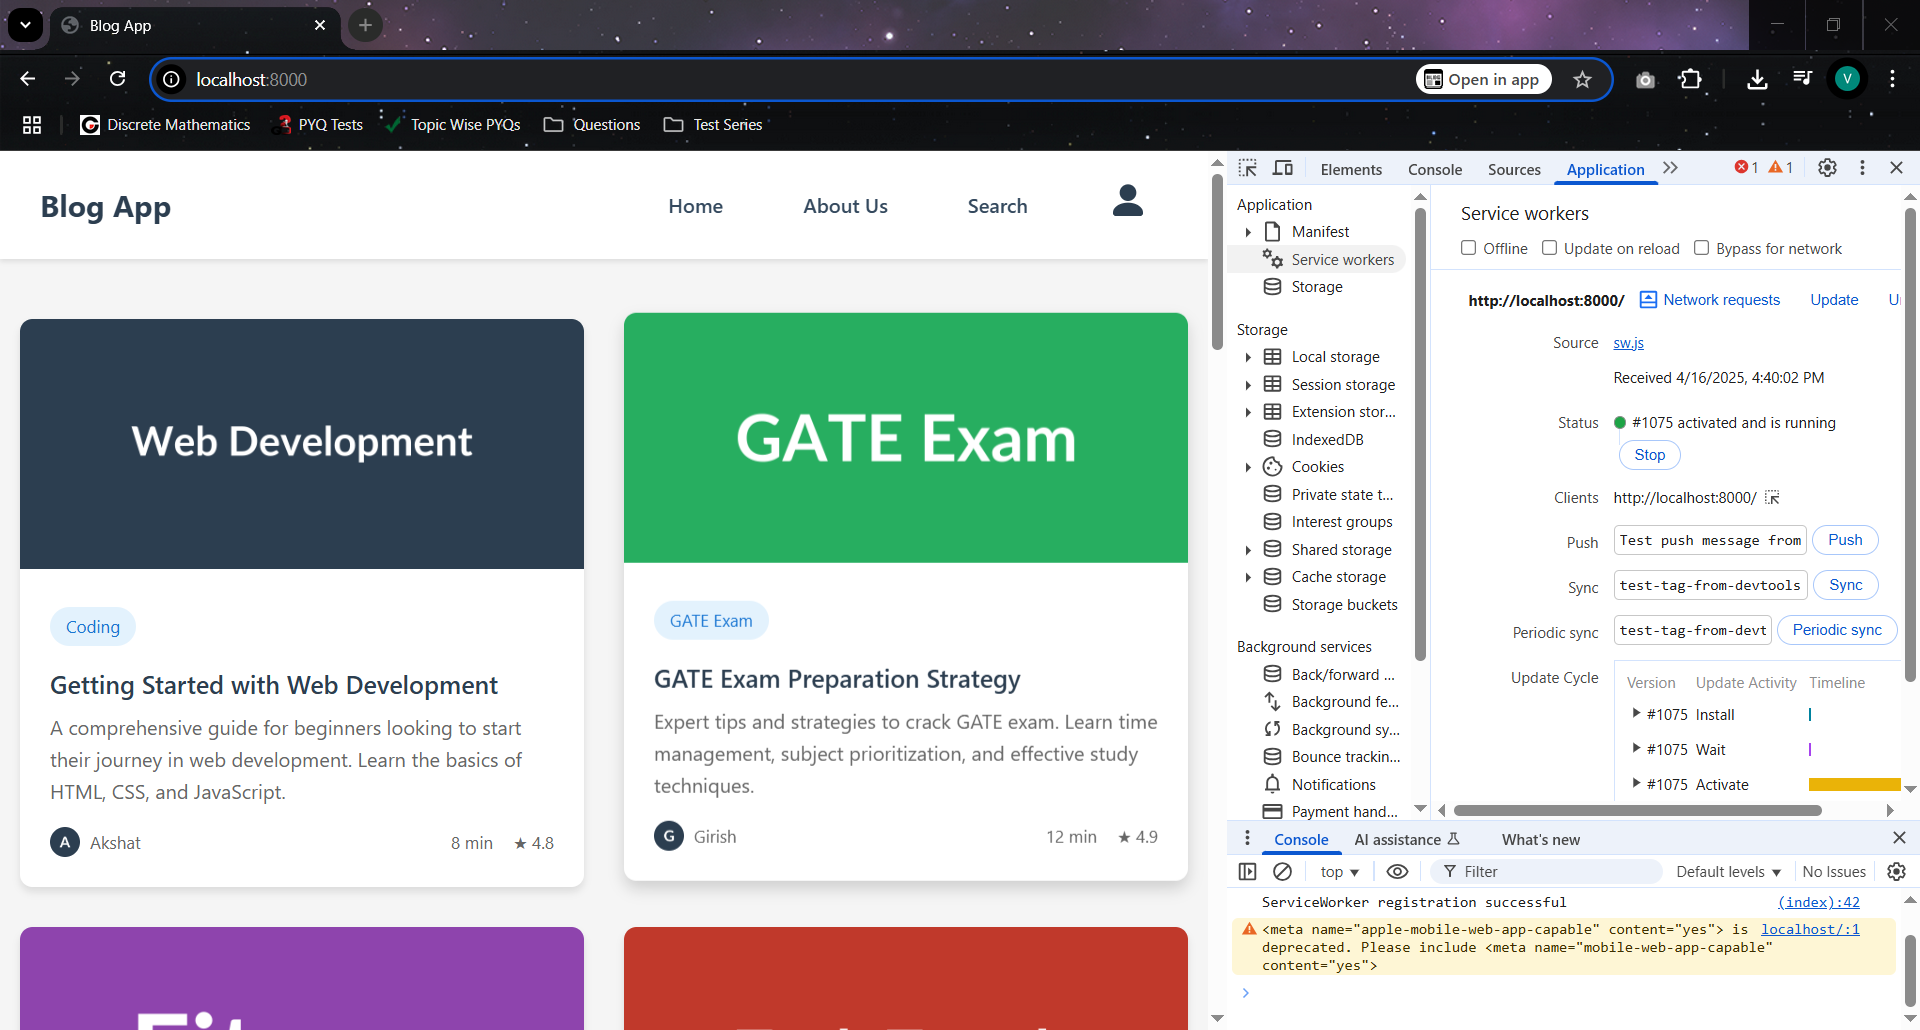 Blog App
localhost:8000
Open in app
V
Discrete Mathematics
PYQ Tests
Topic Wise PYQs
Questions
Test Series
Blog App
Home
About Us
Search
Web Development
Coding
Getting Started with Web Development
A comprehensive guide for beginners looking to start
their journey in web development. Learn the basics of
HTML, CSS, and JavaScript.
A
Akshat
8 min
★ 4.8
GATE Exam
GATE Exam
GATE Exam Preparation Strategy
Expert tips and strategies to crack GATE exam. Learn time
management, subject prioritization, and effective study
techniques.
G
Girish
12 min
★ 4.9
Elements
Console
Sources
Application
1
1
Application
Manifest
Service workers
Storage
Storage
Local storage
Session storage
Extension stor...
IndexedDB
Cookies
Private state t...
Interest groups
Shared storage
Cache storage
Storage buckets
Background services
Back/forward ...
Background fe...
Background sy...
Bounce trackin...
Notifications
Payment hand...
Service workers
Offline
Update on reload
Bypass for network
http://localhost:8000/
Network requests
Update
Source
sw.js
Received 4/16/2025, 4:40:02 PM
Status
#1075 activated and is running
Stop
Clients
http://localhost:8000/
Push
Test push message from
Push
Sync
test-tag-from-devtools
Sync
Periodic sync
test-tag-from-devt
Periodic sync
Update Cycle
Version
Update Activity
Timeline
#1075 Install
#1075 Wait
#1075 Activate
Console
AI assistance
What's new
top
Filter
Default levels
No Issues
ServiceWorker registration successful
(index):42
<meta name="apple-mobile-web-app-capable" content="yes"> is
localhost/:1
deprecated. Please include <meta name="mobile-web-app-capable"
content="yes">